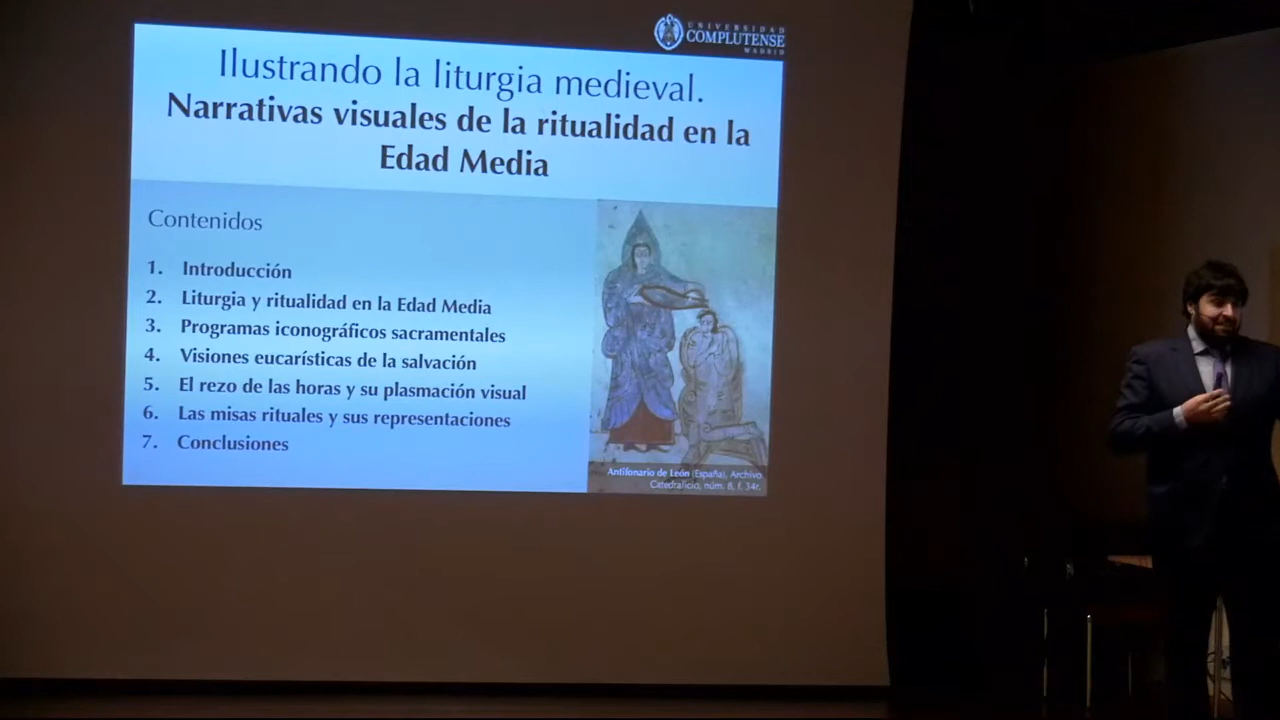 UNIVERSIDAD
COMPLUTENSE
MADRID
Ilustrando la liturgia medieval.
Narrativas visuales de la ritualidad en la
Edad Media
Contenidos
1. Introducción
2. Liturgia y ritualidad en la Edad Media
3. Programas iconográficos sacramentales
4. Visiones eucarísticas de la salvación
5. El rezo de las horas y su plasmación visual
6. Las misas rituales y sus representaciones
7. Conclusiones
Antifonario de León (España), Archivo
Catedralicio, núm. 8, f. 34r.